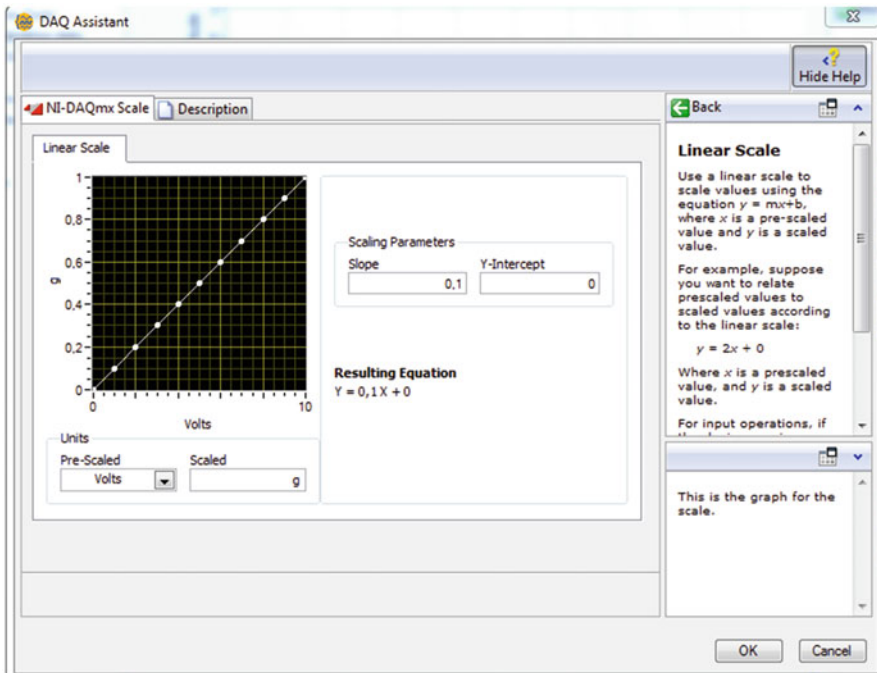 DAQ Assistant
Hide Help
NI-DAQmx Scale
Description
Linear Scale
1
0,8
0,6
0,4
0,2
0
g
0
10
Volts
Units
Pre-Scaled
Scaled
Volts
g
Scaling Parameters
Slope
Y-Intercept
0,1
0
Resulting Equation
Y = 0,1X + 0
Back
Linear Scale
Use a linear scale to
scale values using the
equation y = mx+b,
where x is a pre-scaled
value and y is a scaled
value.
For example, suppose
you want to relate
prescaled values to
scaled values according
to the linear scale:
y = 2x + 0
Where x is a prescaled
value, and y is a scaled
value.
For input operations, if
This is the graph for the
scale.
OK
Cancel